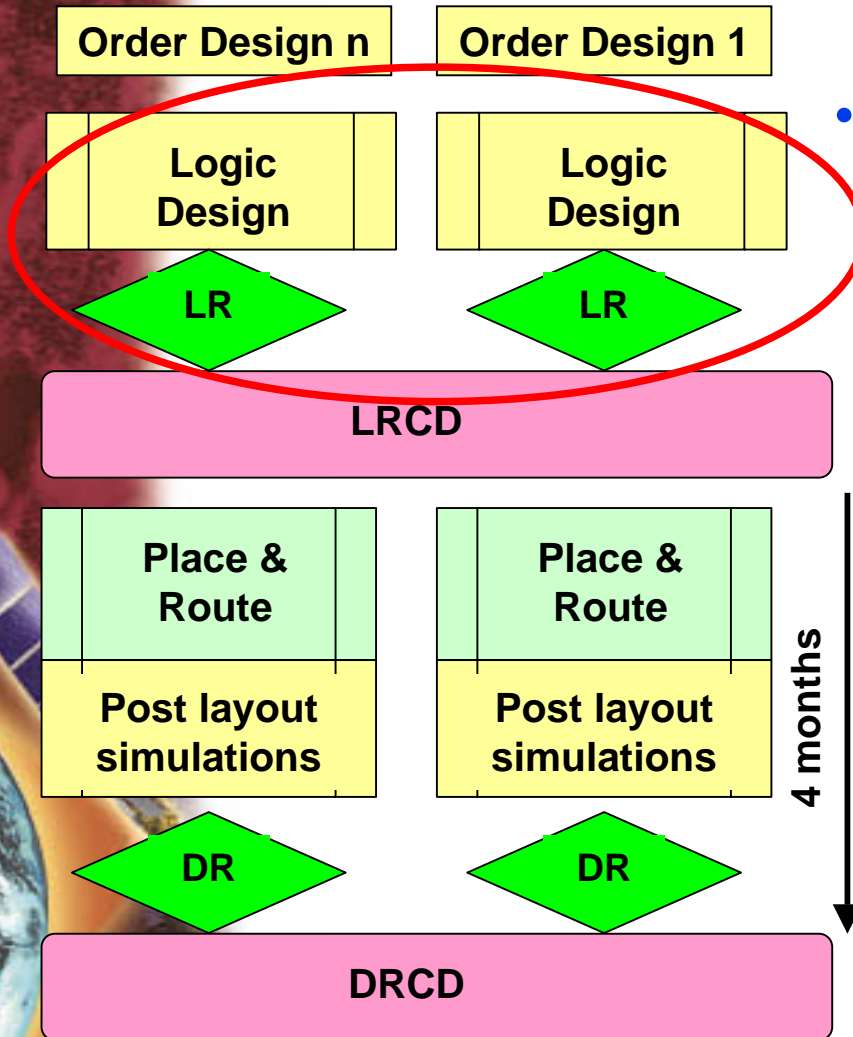 Order Design n
Order Design 1
•
Logic
Design
Logic
Design
LR
LR
LRCD
Place &
Route
Place &
Route
Post layout
simulations
Post layout
simulations
4 months
DR
DR
DRCD